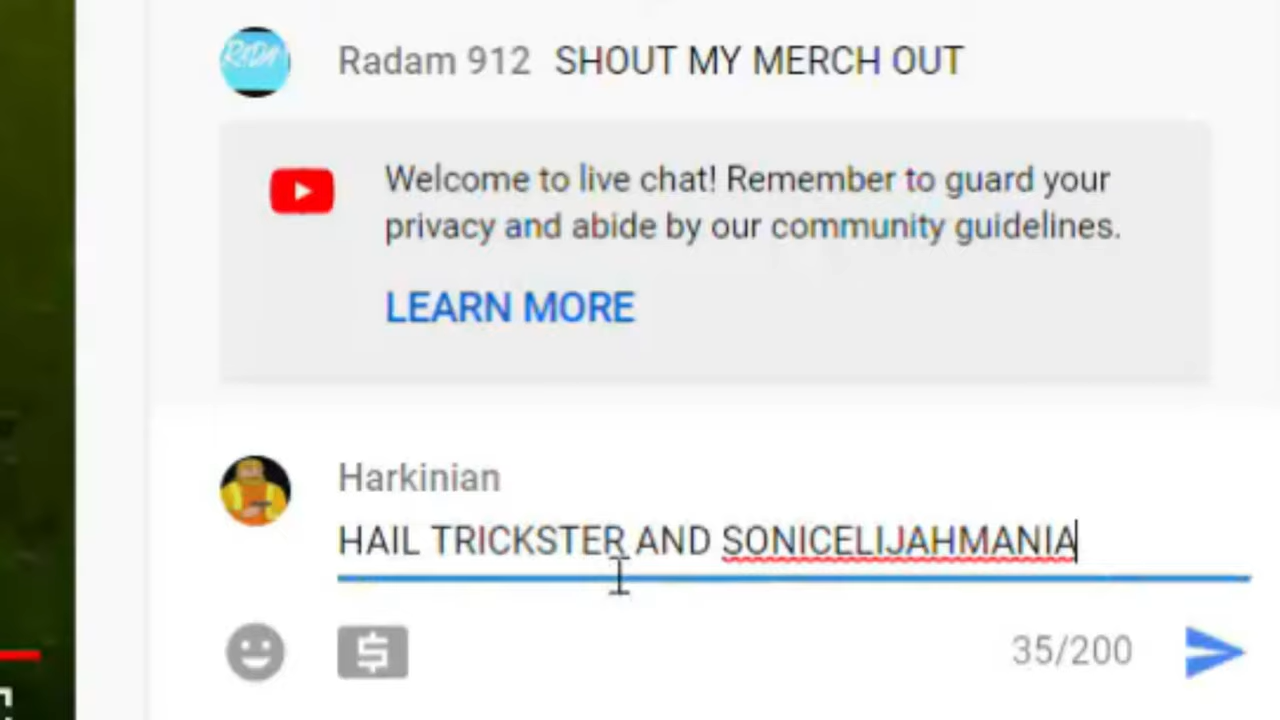 Radam 912 SHOUT MY MERCH OUT
Welcome to live chat! Remember to guard your
privacy and abide by our community guidelines.
LEARN MORE
Harkinian
HAIL TRICKSTER AND SONICELIJAHMANIA
35/200